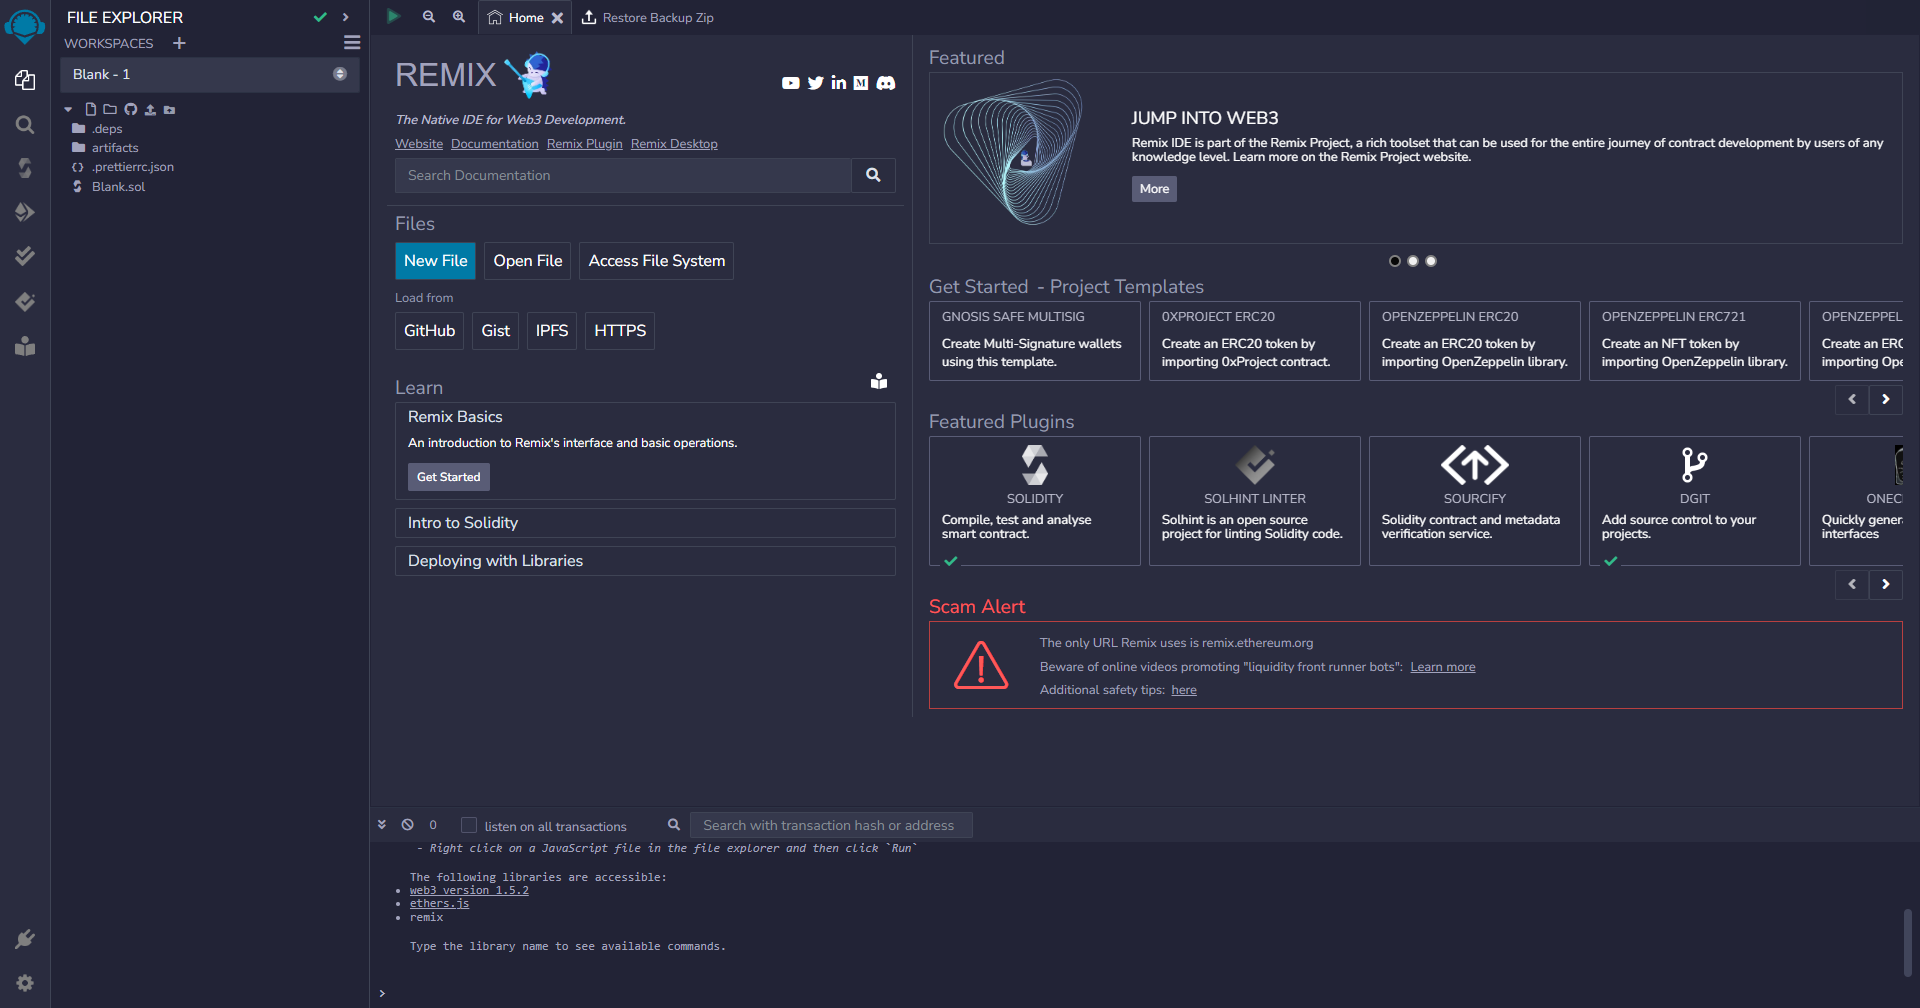 FILE EXPLORER
WORKSPACES
Blank - 1
.deps
artifacts
.prettierrc.json
Blank.sol
Home
Restore Backup Zip
REMIX
The Native IDE for Web3 Development.
Website Documentation Remix Plugin Remix Desktop
Search Documentation
Files
New File Open File Access File System
Load from
GitHub Gist IPFS HTTPS
Learn
Remix Basics
An introduction to Remix's interface and basic operations.
Get Started
Intro to Solidity
Deploying with Libraries
Featured
JUMP INTO WEB3
Remix IDE is part of the Remix Project, a rich toolset that can be used for the entire journey of contract development by users of any
knowledge level. Learn more on the Remix Project website.
More
Get Started - Project Templates
GNOSIS SAFE MULTISIG
Create Multi-Signature wallets
using this template.
0XPROJECT ERC20
Create an ERC20 token by
importing 0xProject contract.
OPENZEPPELIN ERC20
Create an ERC20 token by
importing OpenZeppelin library.
OPENZEPPELIN ERC721
Create an NFT token by
importing OpenZeppelin library.
OPENZEPPEL
Create an ERC
importing Ope
Featured Plugins
SOLIDITY
Compile, test and analyse
smart contract.
SOLHINT LINTER
Solhint is an open source
project for linting Solidity code.
SOURCIFY
Solidity contract and metadata
verification service.
DGIT
Add source control to your
projects.
ONEC
Quickly gener
interfaces
Scam Alert
The only URL Remix uses is remix.ethereum.org
Beware of online videos promoting "liquidity front runner bots": Learn more
Additional safety tips: here
0 listen on all transactions Search with transaction hash or address
- Right click on a JavaScript file in the file explorer and then click `Run`
The following libraries are accessible:
• web3 version 1.5.2
• ethers.js
• remix
Type the library name to see available commands.
>